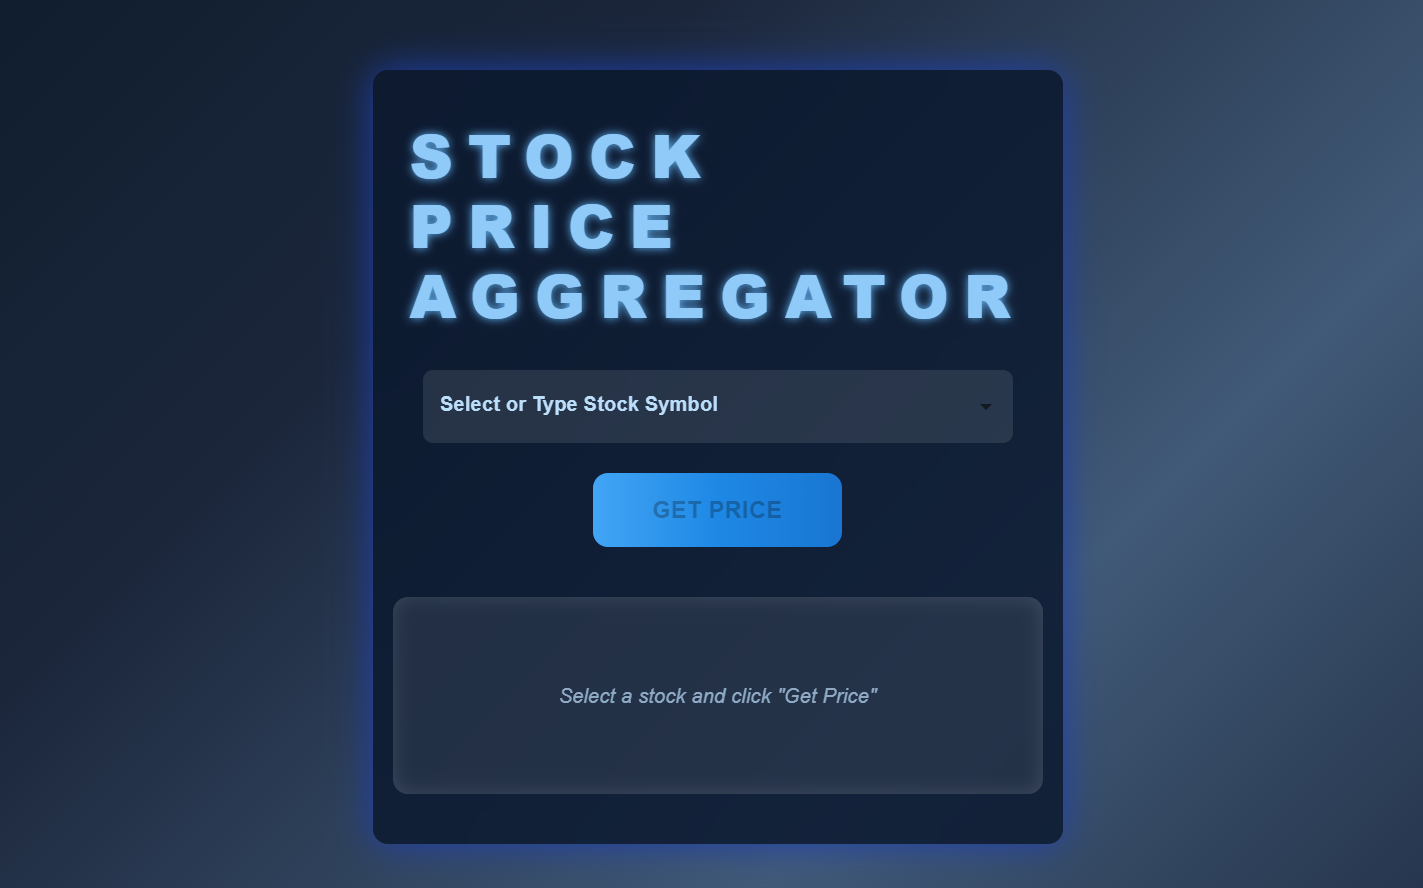 STOCK
PRICE
AGGREGATOR
Select or Type Stock Symbol
GET PRICE
Select a stock and click "Get Price"